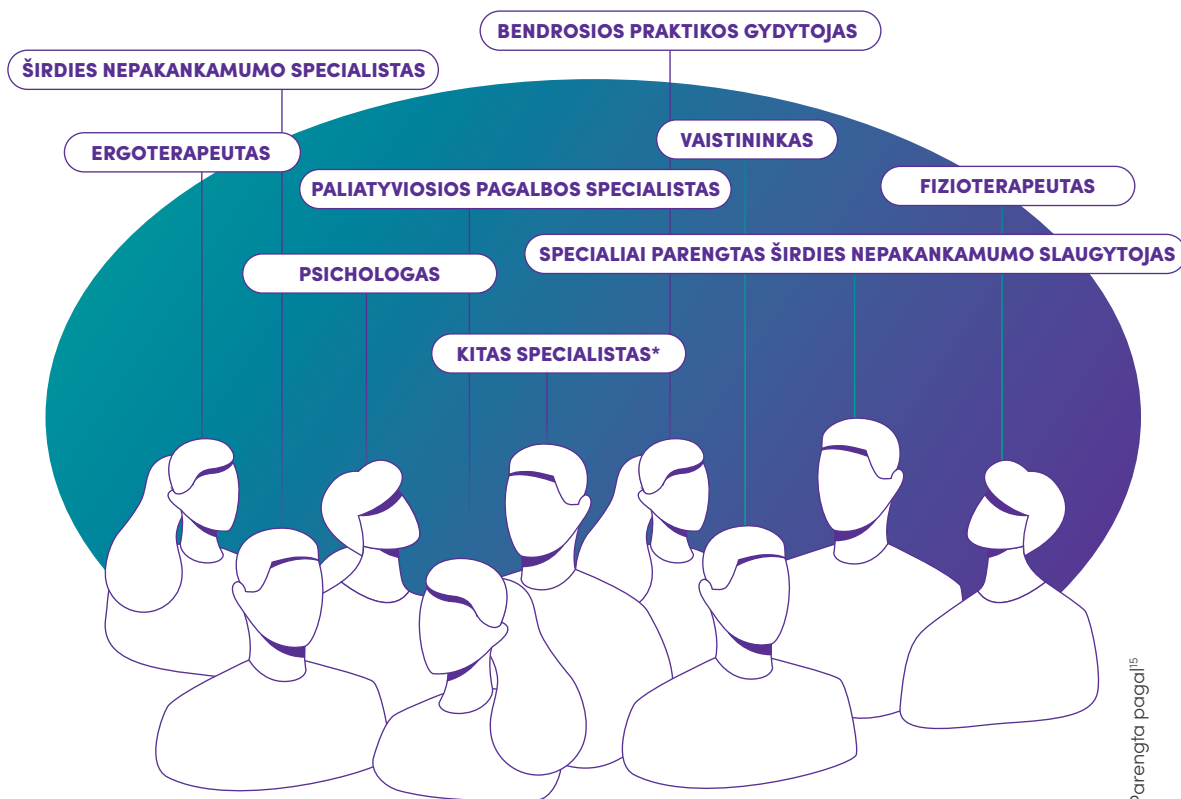 BENDROSIOS PRAKTIKOS GYDYTOJAS
ŠIRDIES NEPAKANKAMUMO SPECIALISTAS
VAISTININKAS
ERGOTERAPEUTAS
PALIATYVIOSIOS PAGALBOS SPECIALISTAS
FIZIOTERAPEUTAS
SPECIALIAI PARENGTAS ŠIRDIES NEPAKANKAMUMO SLAUGYTOJAS
PSICHOLOGAS
KITAS SPECIALISTAS*
Parengta pagal¹⁵